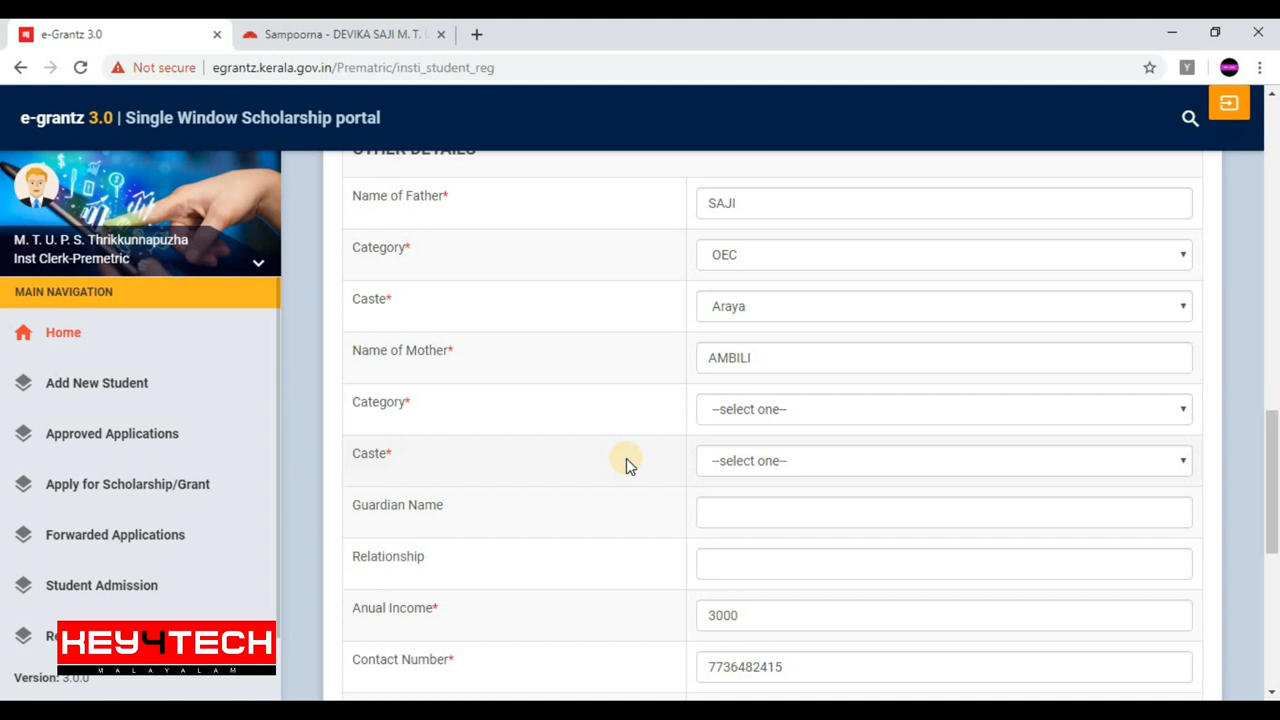 e-Grantz 3.0
Sampoorna - DEVIKA SAJI M. T.
Not secure
egrantz.kerala.gov.in/Prematric/insti_student_reg
Y
e-grantz 3.0 | Single Window Scholarship portal
M. T. U. P. S. Thrikkunnapuzha
Inst Clerk-Premetric
MAIN NAVIGATION
Home
Add New Student
Approved Applications
Apply for Scholarship/Grant
Forwarded Applications
Student Admission
KEY4TECH
MALAYALAM
Version: 3.0.0
OTHER DETAILS
Name of Father* SAJI
Category* OEC
Caste* Araya
Name of Mother* AMBILI
Category* --select one--
Caste* --select one--
Guardian Name
Relationship
Anual Income* 3000
Contact Number* 7736482415